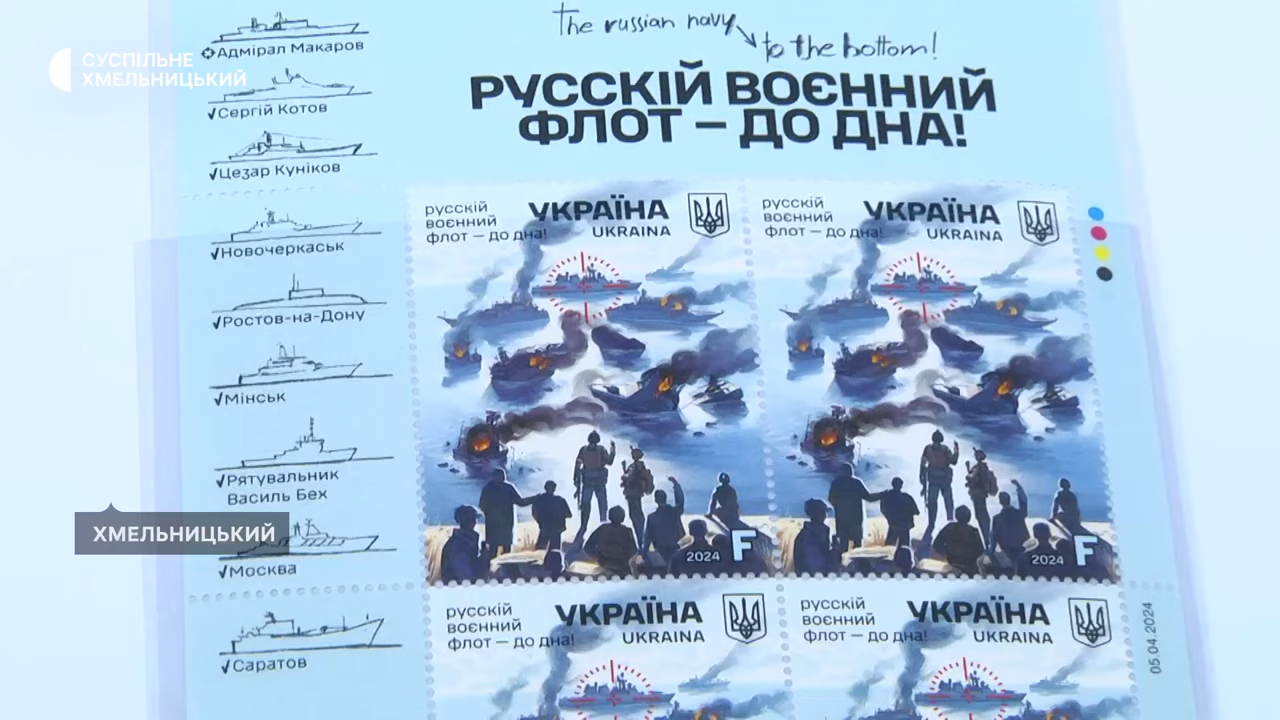 СУСПІЛЬНЕ
ХМЕЛЬНИЦЬКИЙ
Адмірал Макаров
Сергій Котов
Цезар Куніков
Новочеркаськ
Ростов-на-Дону
Мінськ
Рятувальник
Василь Бех
Москва
Саратов
ХМЕЛЬНИЦЬКИЙ
The russian navy
to the bottom!
РУССКІЙ ВОЄННИЙ
ФЛОТ – ДО ДНА!
русскій
воєнний
флот – до дна!
УКРАЇНА
UKRAINA
2024 F
русскій
воєнний
флот – до дна!
УКРАЇНА
UKRAINA
2024 F
русскій
воєнний
флот – до дна!
УКРАЇНА
UKRAINA
русскій
воєнний
флот – до дна!
УКРАЇНА
UKRAINA
05.04.2024